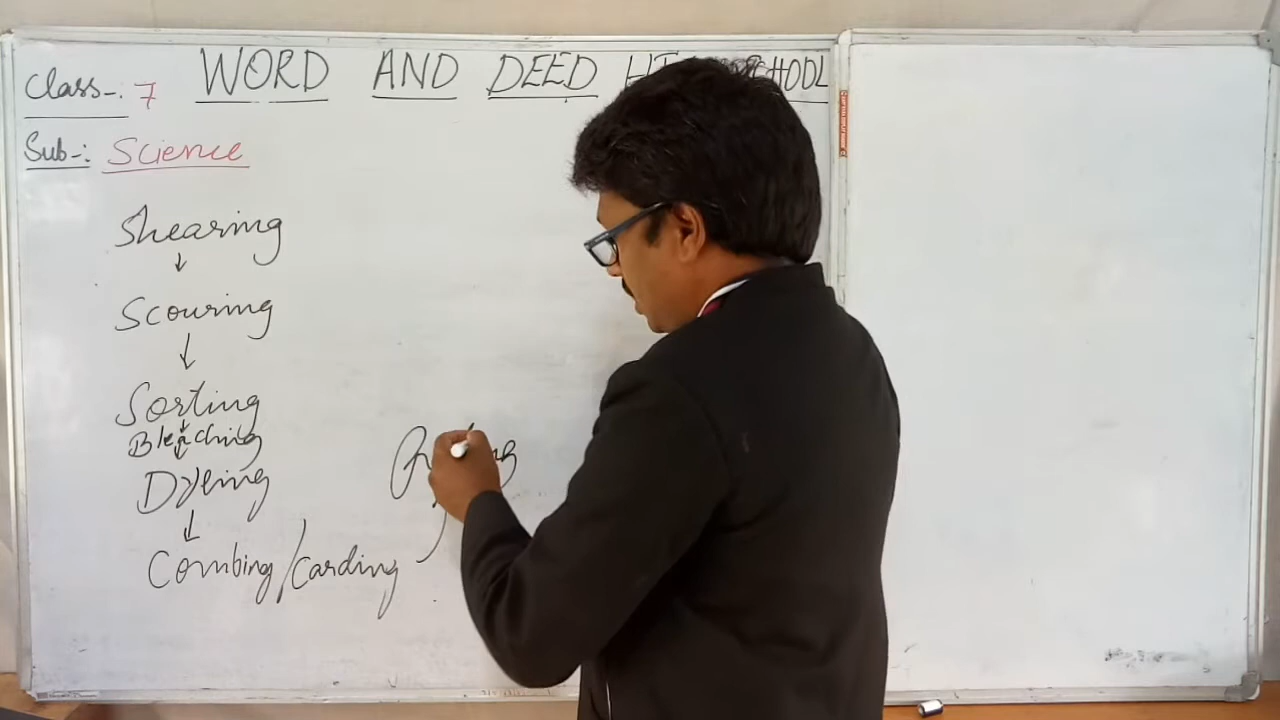 Class-: 7
WORD AND DEED
Sub-: Science
Shearing
Scouring
Sorting
Bleaching
Dyeing
Combing/Carding